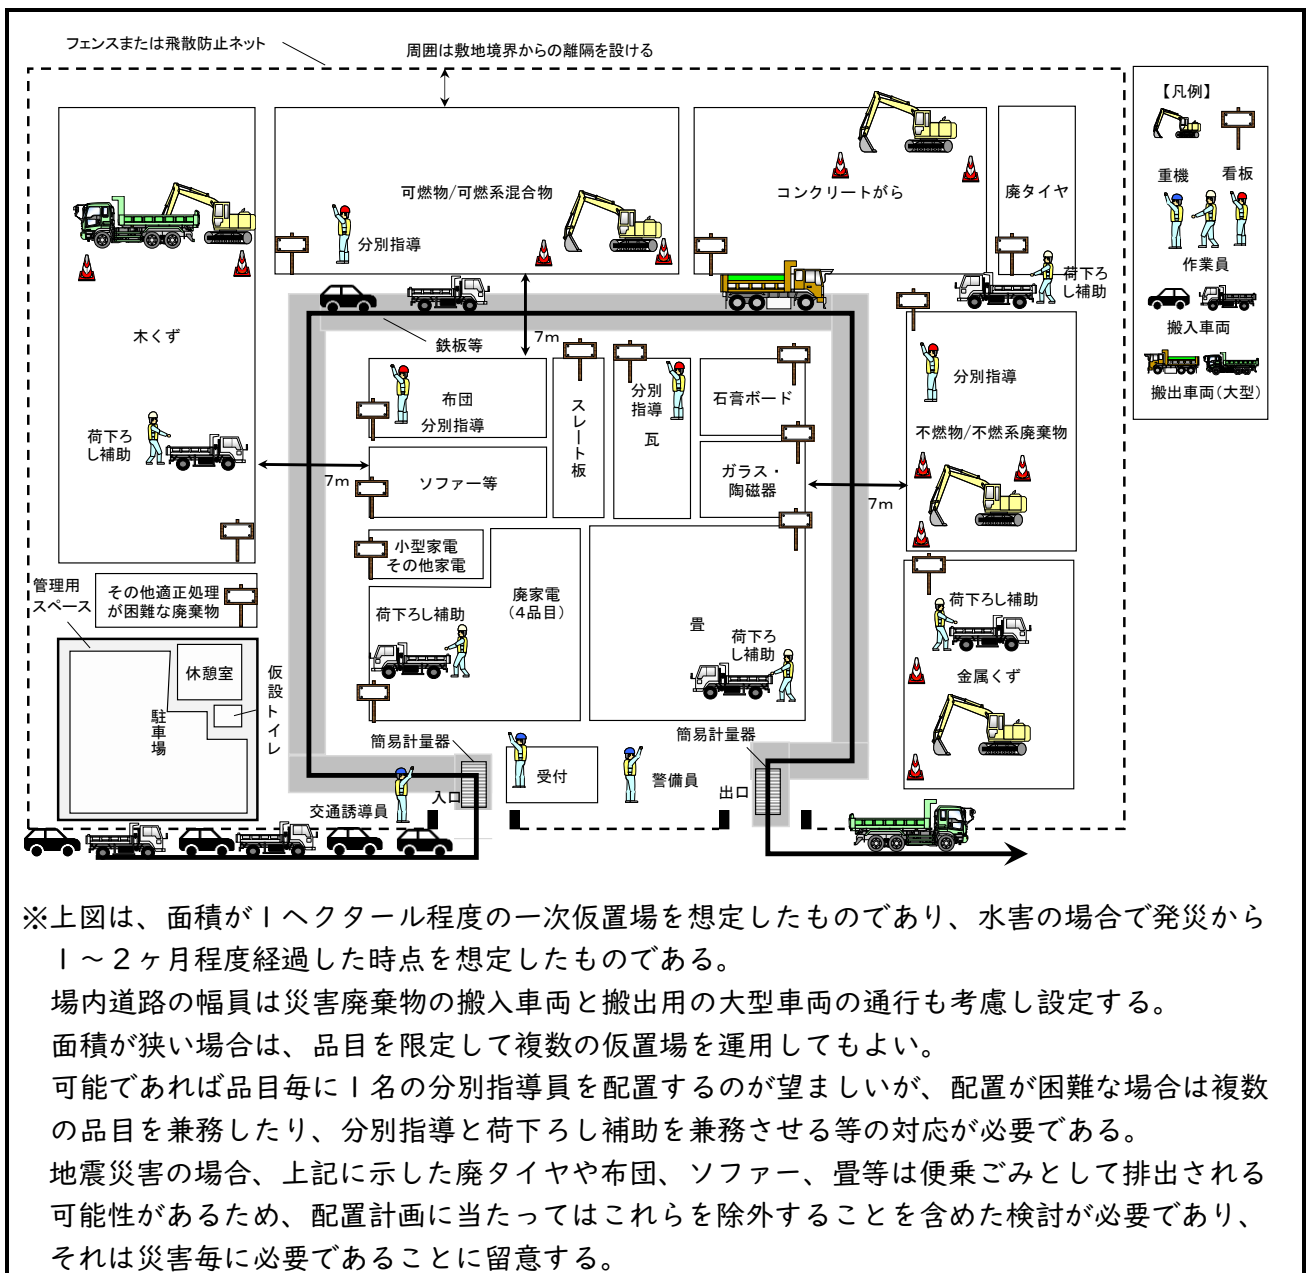 フェンスまたは飛散防止ネット
周囲は敷地境界からの離隔を設ける
【凡例】
重機
看板
作業員
搬入車両
搬出車両(大型)
可燃物/可燃系混合物
分別指導
コンクリートがら
廃タイヤ
荷下ろ
し補助
木くず
鉄板等
7m
布団
分別指導
スレート板
分別
指導
瓦
石膏ボード
分別指導
不燃物/不燃系廃棄物
荷下ろ
し補助
7m
ソファー等
ガラス・
陶磁器
7m
小型家電
その他家電
廃家電
(4品目)
荷下ろし補助
畳
荷下ろ
し補助
荷下ろし補助
金属くず
管理用
スペース
その他適正処理
が困難な廃棄物
休憩室
仮設トイレ
駐車場
簡易計量器
簡易計量器
受付
警備員
出口
入口
交通誘導員
※上図は、面積が1ヘクタール程度の一次仮置場を想定したものであり、水害の場合で発災から
1～2ヶ月程度経過した時点を想定したものである。
場内道路の幅員は災害廃棄物の搬入車両と搬出用の大型車両の通行も考慮し設定する。
面積が狭い場合は、品目を限定して複数の仮置場を運用してもよい。
可能であれば品目毎に1名の分別指導員を配置するのが望ましいが、配置が困難な場合は複数
の品目を兼務したり、分別指導と荷下ろし補助を兼務させる等の対応が必要である。
地震災害の場合、上記に示した廃タイヤや布団、ソファー、畳等は便乗ごみとして排出される
可能性があるため、配置計画に当たってはこれらを除外することを含めた検討が必要であり、
それは災害毎に必要であることに留意する。